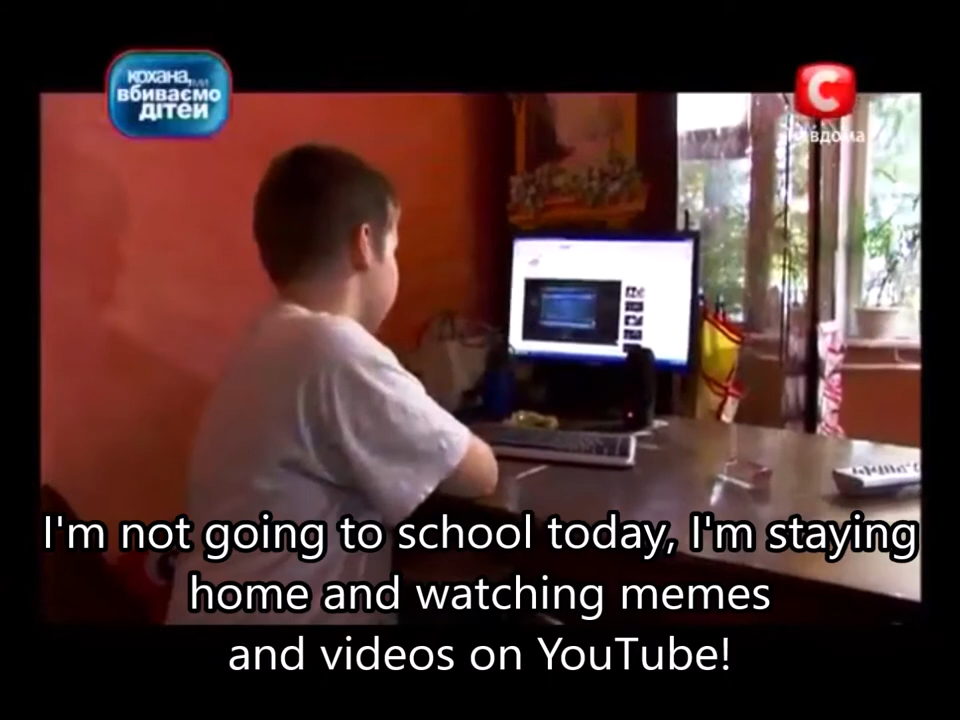 кохана, ми
вбиваємо
дітей
I'm not going to school today, I'm staying
home and watching memes
and videos on YouTube!